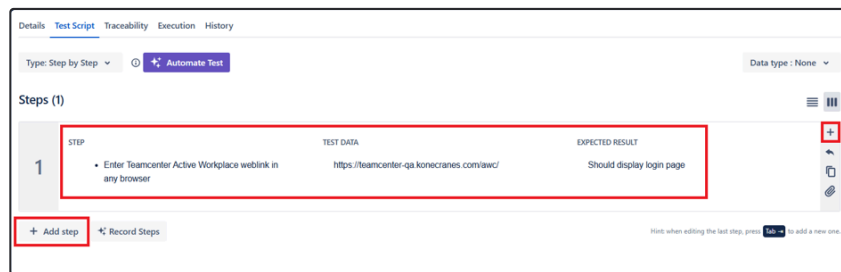 Details Test Script Traceability Execution History
Type: Step by Step Automate Test Data type : None
Steps (1)
STEP TEST DATA EXPECTED RESULT
1 • Enter Teamcenter Active Workplace weblink in https://teamcenter-qa.konecranes.com/awc/ Should display login page
any browser
+ Add step Record Steps Hint: when editing the last step, press Tab to add a new one.